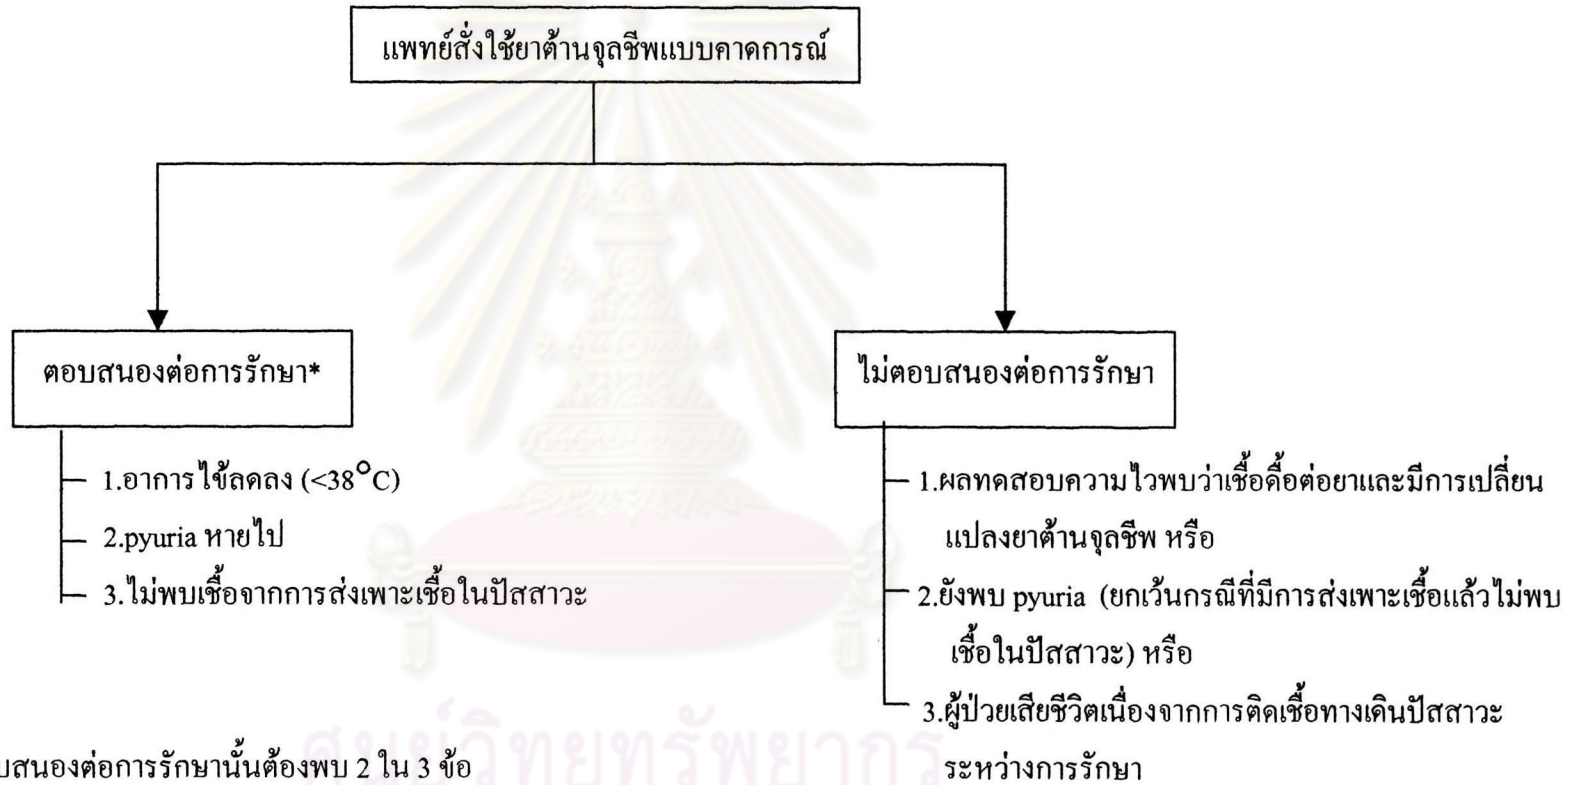 แพทย์สั่งใช้ยาต้านจุลชีพแบบคาดการณ์
ตอบสนองต่อการรักษา*
1.อาการไข้ลดลง (<38°C)
2.pyuria หายไป
3.ไม่พบเชื้อจากการส่งเพาะเชื้อในปัสสาวะ
บสนองต่อการรักษานั้นต้องพบ 2 ใน 3 ข้อ
ไม่ตอบสนองต่อการรักษา
1.ผลทดสอบความไวพบว่าเชื้อดื้อต่อยาและมีการเปลี่ยน
แปลงยาต้านจุลชีพ หรือ
2.ยังพบ pyuria (ยกเว้นกรณีที่มีการส่งเพาะเชื้อแล้วไม่พบ
เชื้อในปัสสาวะ) หรือ
3.ผู้ป่วยเสียชีวิตเนื่องจากการติดเชื้อทางเดินปัสสาวะ
ระหว่างการรักษา
ศูนย์วิทยทรัพยากร